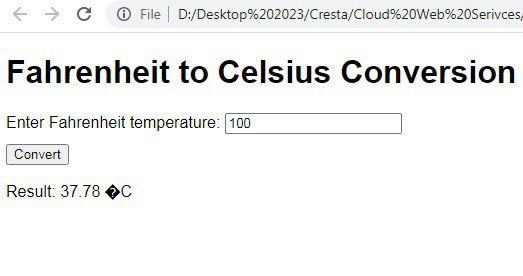 File | D:/Desktop%202023/Cresta/Cloud%20Web%20Serivces/
Fahrenheit to Celsius Conversion
Enter Fahrenheit temperature: 100
Convert
Result: 37.78 �C